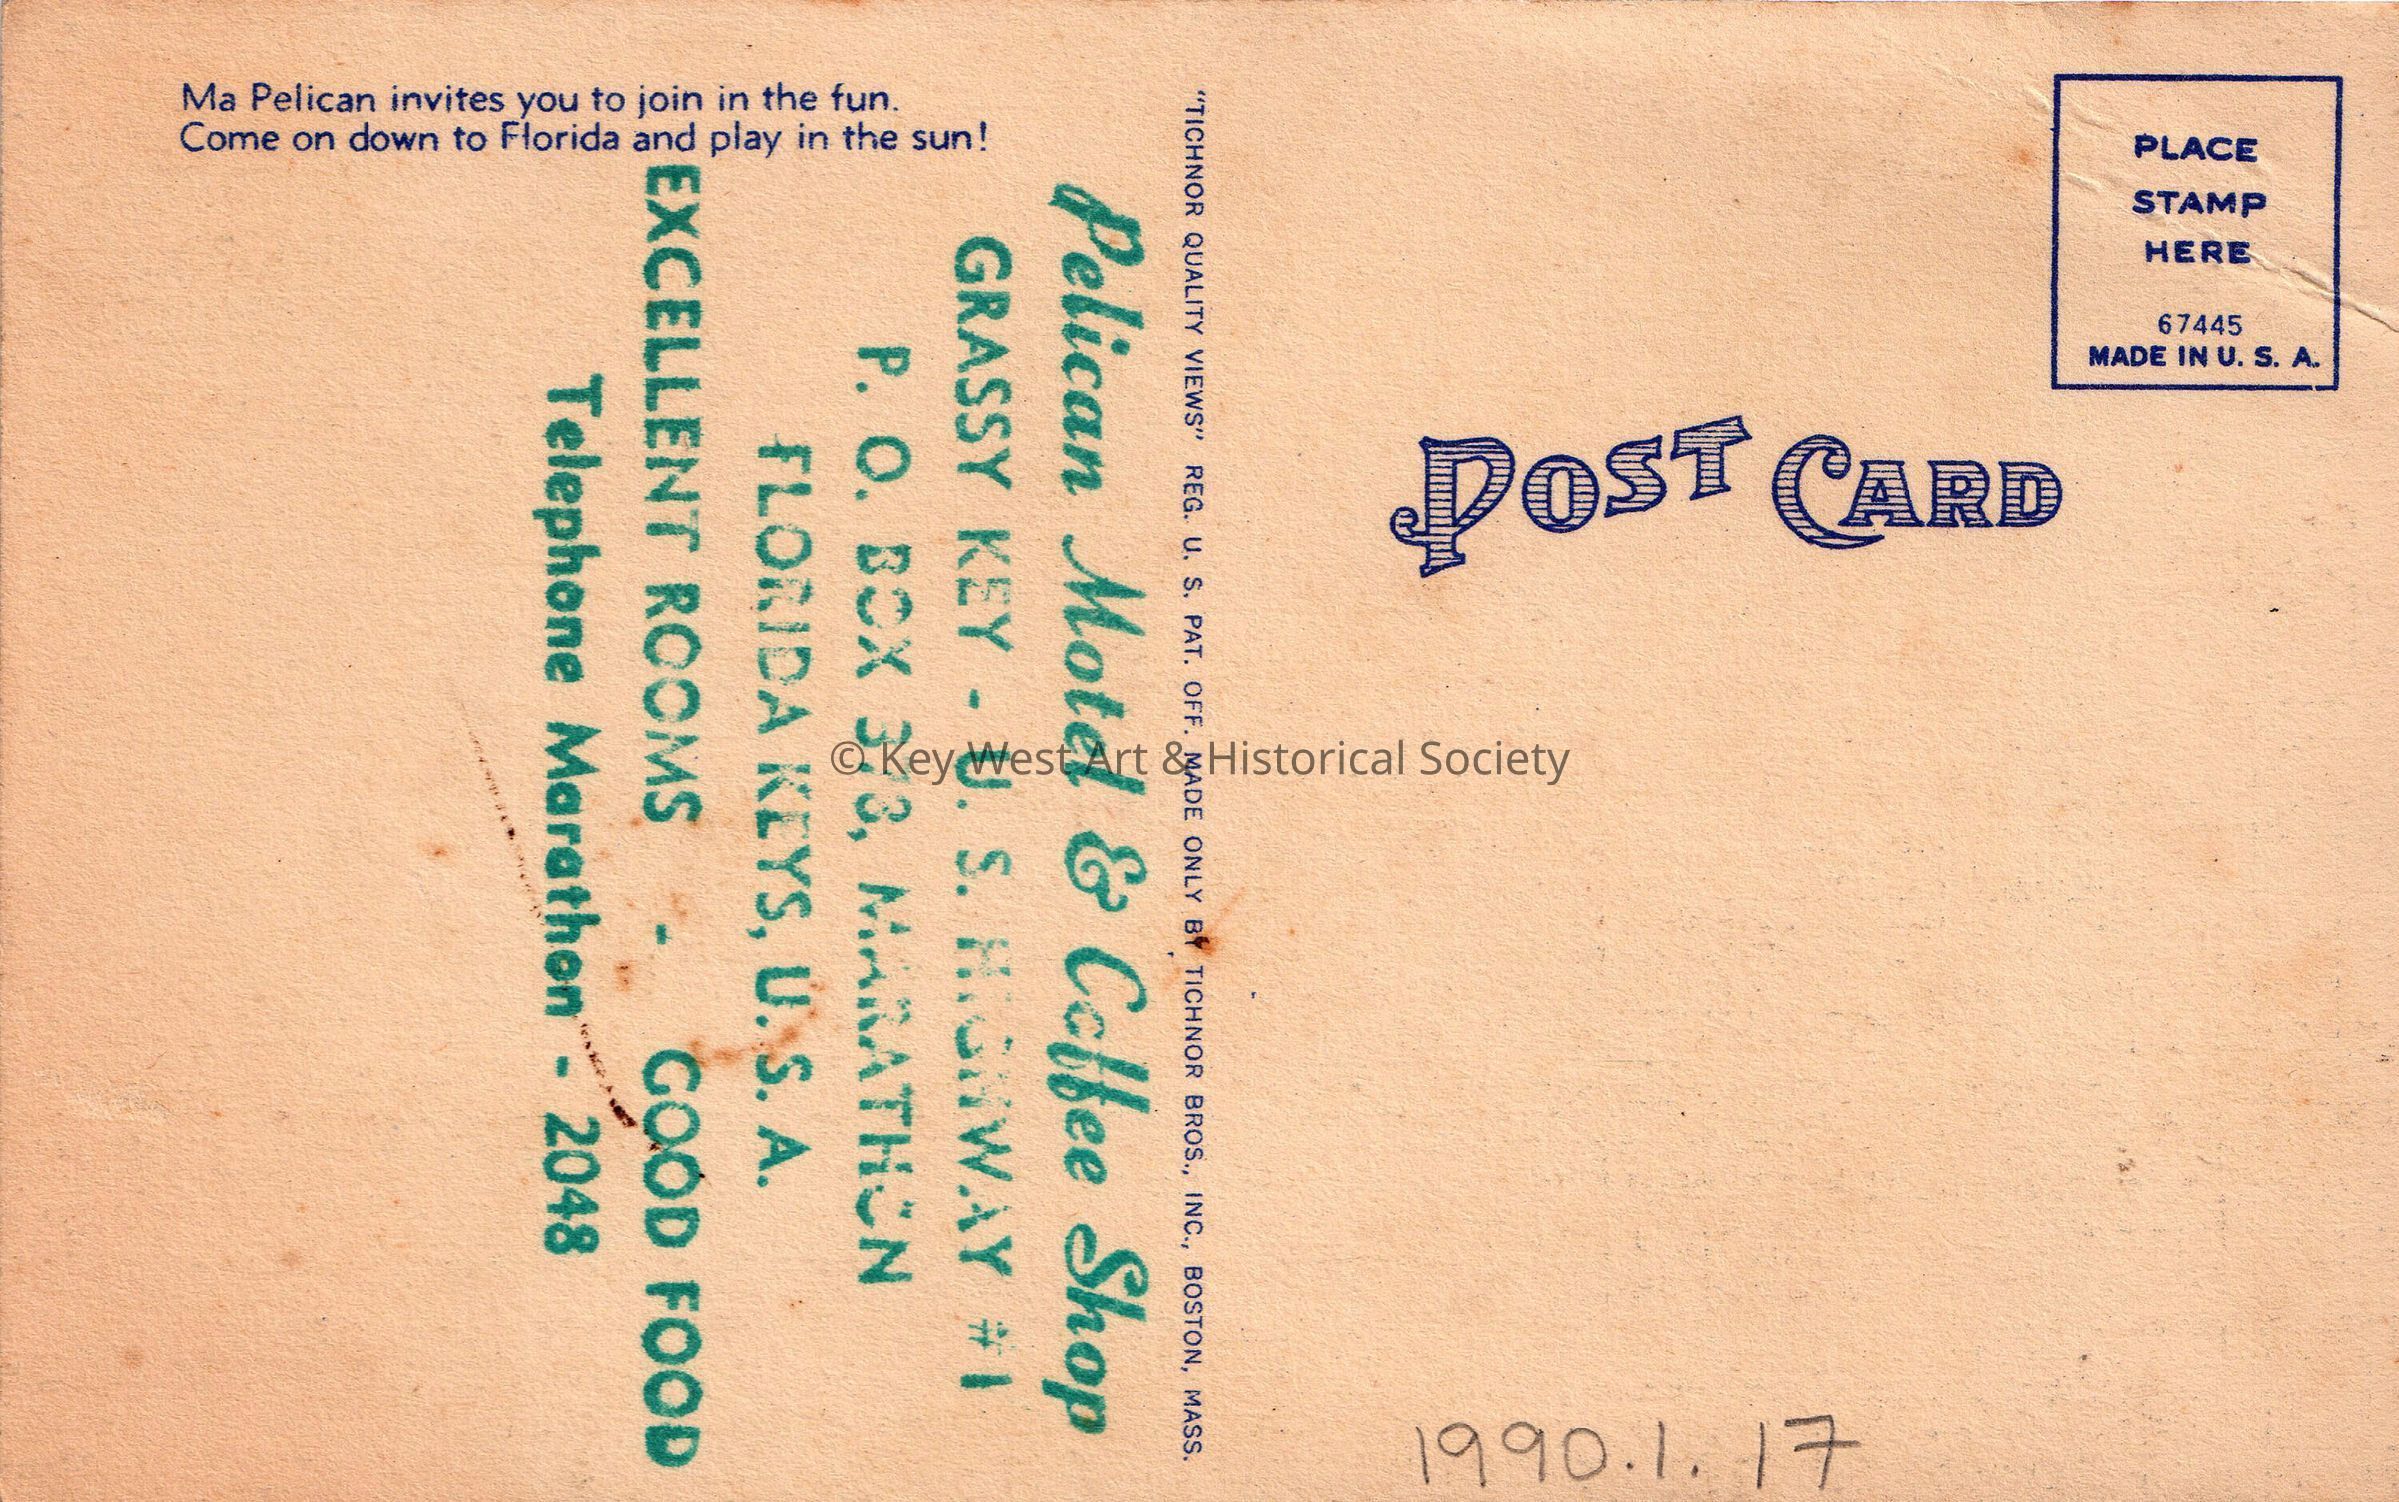 Ma Pelican invites you to join in the fun.
Come on down to Florida and play in the sun!
Pelican Motel & Coffee Shop
GRASSY KEY - U. S. HIGHWAY #1
P. O. BOX MARATHON
FLORIDA KEYS, U. S. A.
EXCELLENT ROOMS - GOOD FOOD
Telephone Marathon - 2048
"TICHNOR QUALITY VIEWS" REG. U. S. PAT. OFF. MADE ONLY BY TICHNOR BROS., INC., BOSTON, MASS.
PLACE
STAMP
HERE
67445
MADE IN U. S. A.
POST CARD
© Key West Art & Historical Society
1990.1.17